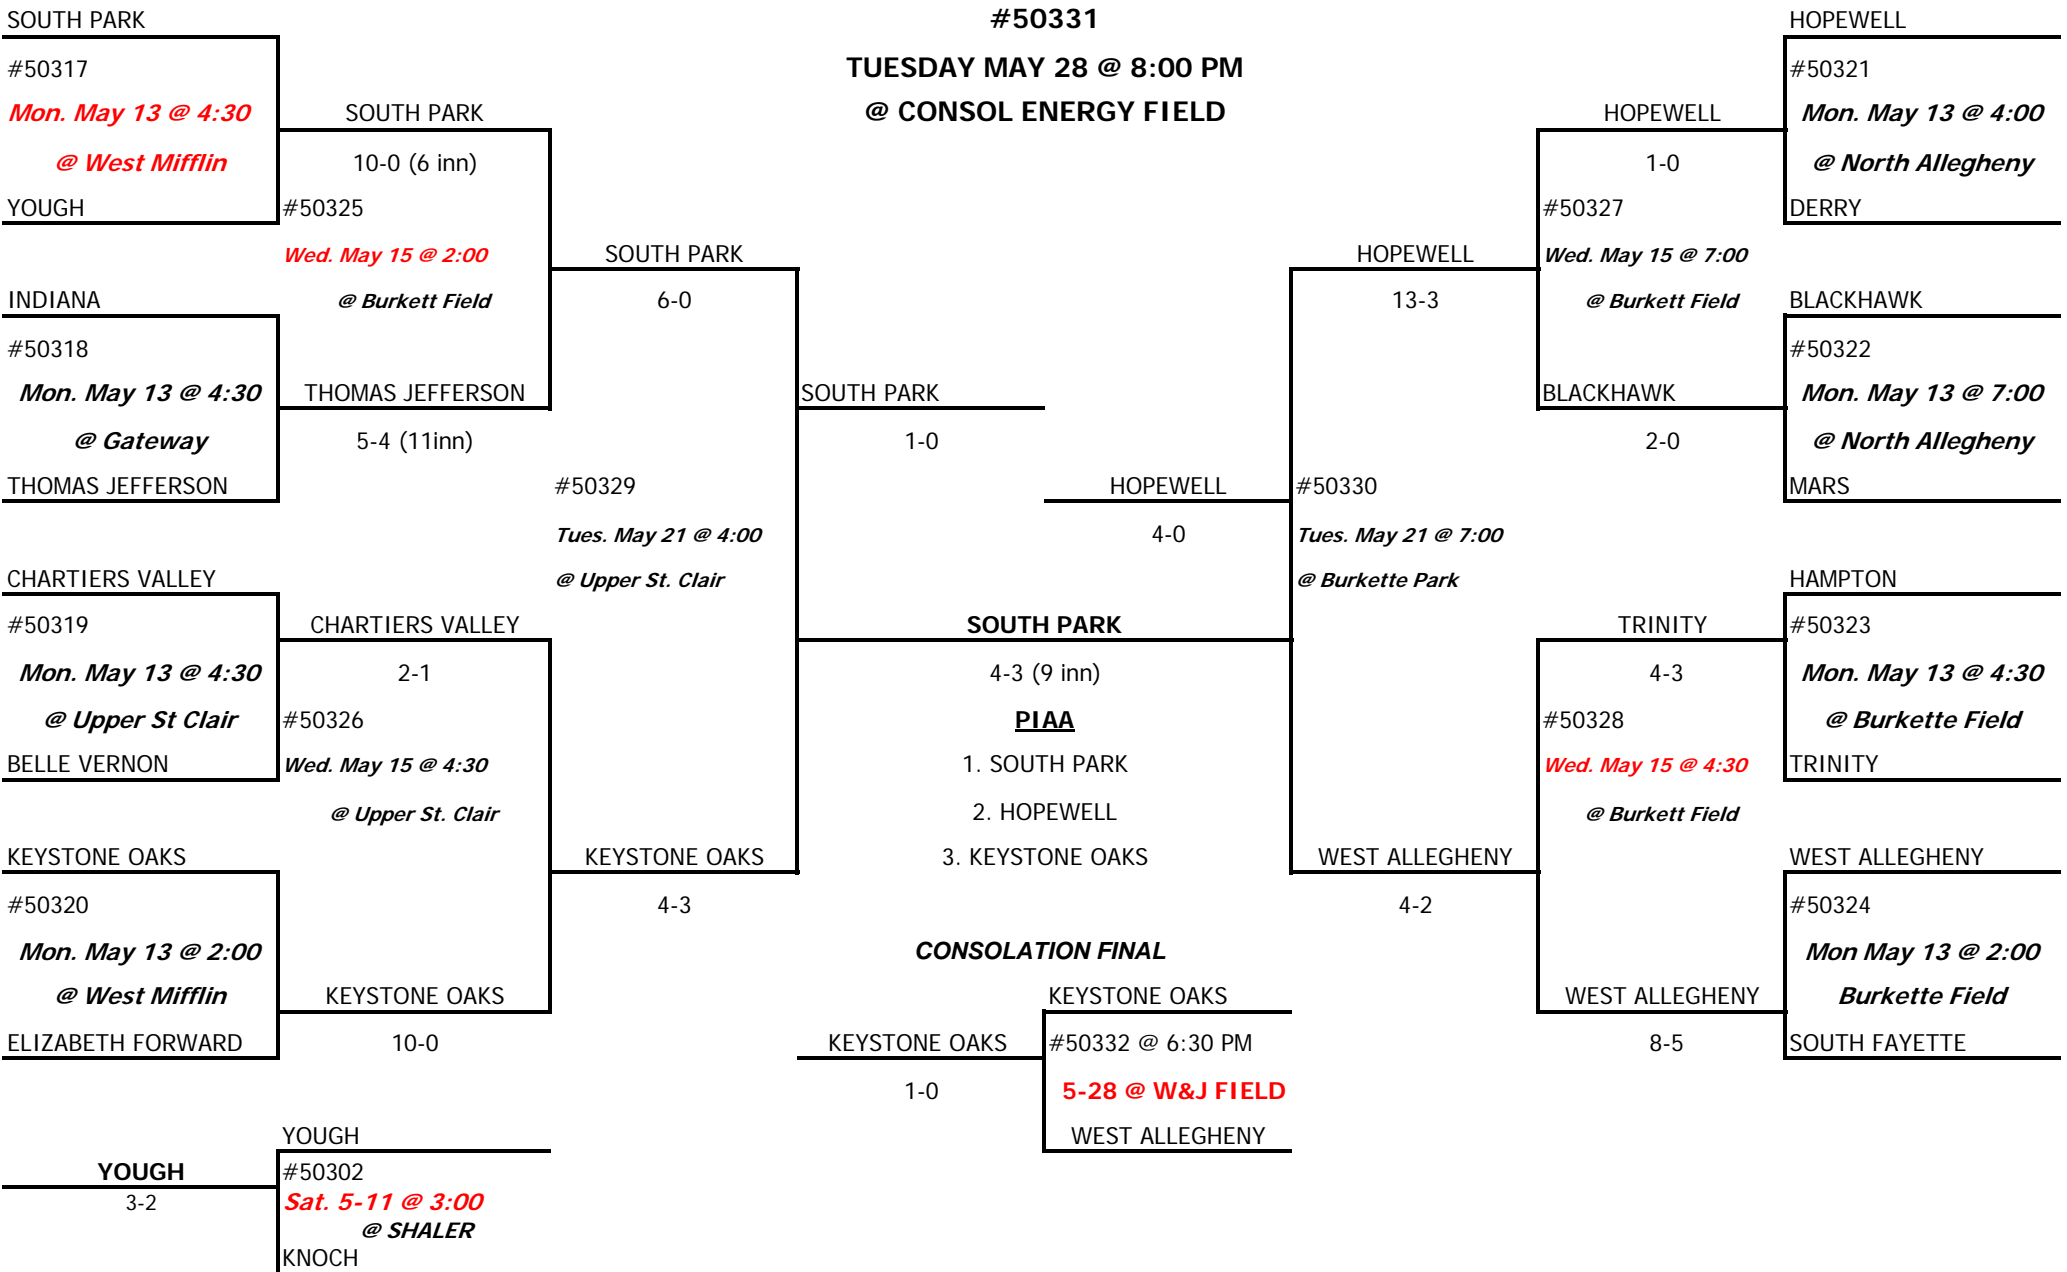 SOUTH PARK
#50317
Mon. May 13 @ 4:30
@ West Mifflin
YOUGH
INDIANA
#50318
Mon. May 13 @ 4:30
@ Gateway
THOMAS JEFFERSON
CHARTIERS VALLEY
#50319
Mon. May 13 @ 4:30
@ Upper St Clair
BELLE VERNON
KEYSTONE OAKS
#50320
Mon. May 13 @ 2:00
@ West Mifflin
ELIZABETH FORWARD
SOUTH PARK
10-0 (6 inn)
#50325
Wed. May 15 @ 2:00
@ Burkett Field
THOMAS JEFFERSON
5-4 (11inn)
CHARTIERS VALLEY
2-1
#50326
Wed. May 15 @ 4:30
@ Upper St. Clair
KEYSTONE OAKS
10-0
SOUTH PARK
6-0
#50329
Tues. May 21 @ 4:00
@ Upper St. Clair
KEYSTONE OAKS
4-3
SOUTH PARK
1-0
#50331
TUESDAY MAY 28 @ 8:00 PM
@ CONSOL ENERGY FIELD
HOPEWELL
4-0
SOUTH PARK
4-3 (9 inn)
PIAA
1. SOUTH PARK
2. HOPEWELL
3. KEYSTONE OAKS
CONSOLATION FINAL
KEYSTONE OAKS
KEYSTONE OAKS
#50332 @ 6:30 PM
1-0
5-28 @ W&J FIELD
WEST ALLEGHENY
HOPEWELL
13-3
#50330
Tues. May 21 @ 7:00
@ Burkette Park
WEST ALLEGHENY
4-2
HOPEWELL
1-0
#50327
Wed. May 15 @ 7:00
@ Burkett Field
BLACKHAWK
2-0
TRINITY
4-3
#50328
Wed. May 15 @ 4:30
@ Burkett Field
WEST ALLEGHENY
8-5
HOPEWELL
#50321
Mon. May 13 @ 4:00
@ North Allegheny
DERRY
BLACKHAWK
#50322
Mon. May 13 @ 7:00
@ North Allegheny
MARS
HAMPTON
#50323
Mon. May 13 @ 4:30
@ Burkette Field
TRINITY
WEST ALLEGHENY
#50324
Mon May 13 @ 2:00
Burkette Field
SOUTH FAYETTE
YOUGH
YOUGH
#50302
3-2
Sat. 5-11 @ 3:00
@ SHALER
KNOCH